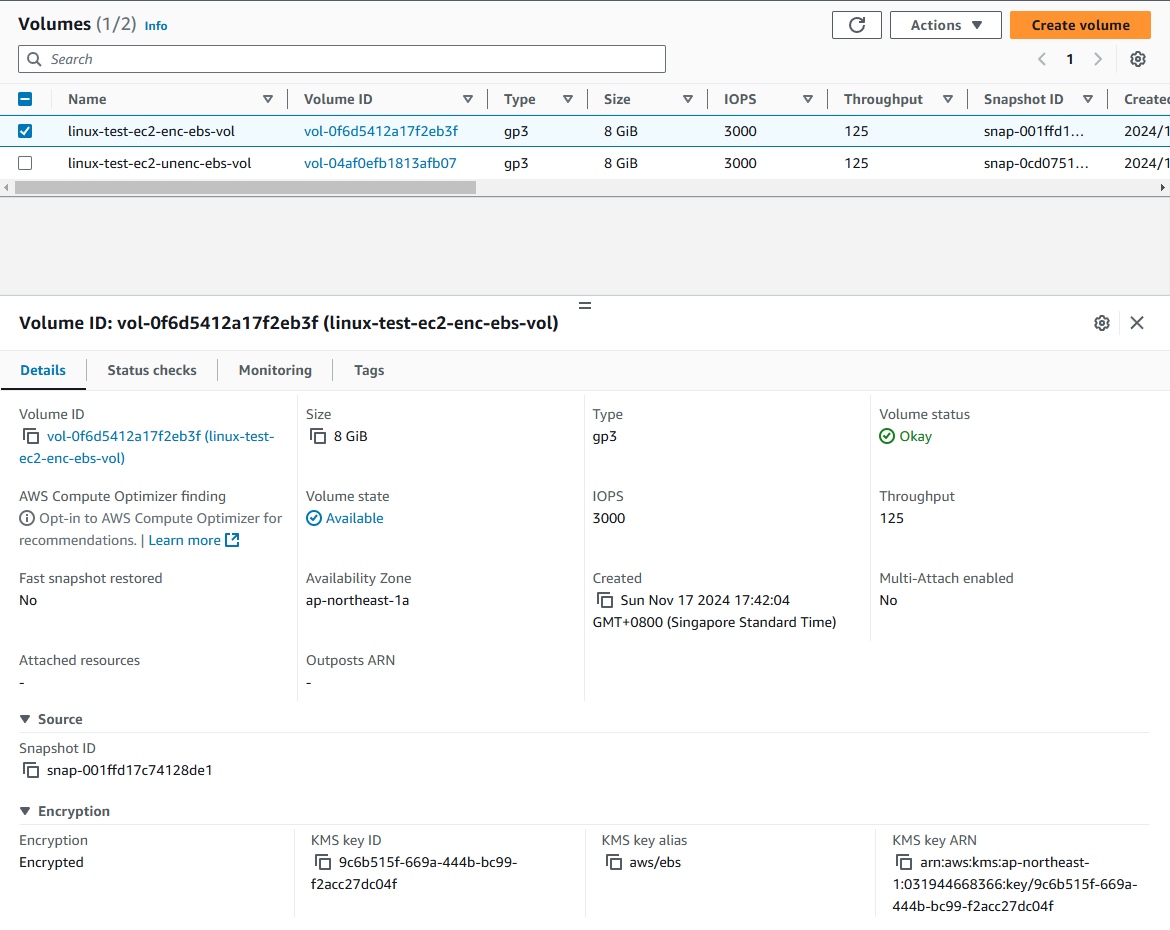 Volumes (1/2) Info
Actions
Create volume
Search
1
Name Volume ID Type Size IOPS Throughput Snapshot ID Created
linux-test-ec2-enc-ebs-vol vol-0f6d5412a17f2eb3f gp3 8 GiB 3000 125 snap-001ffd1... 2024/1
linux-test-ec2-unenc-ebs-vol vol-04af0efb1813afb07 gp3 8 GiB 3000 125 snap-0cd0751... 2024/1
Volume ID: vol-0f6d5412a17f2eb3f (linux-test-ec2-enc-ebs-vol)
Details Status checks Monitoring Tags
Volume ID
vol-0f6d5412a17f2eb3f (linux-test-
ec2-enc-ebs-vol)
Size
8 GiB
Type
gp3
Volume status
Okay
AWS Compute Optimizer finding
Opt-in to AWS Compute Optimizer for
recommendations. | Learn more
Volume state
Available
IOPS
3000
Throughput
125
Fast snapshot restored
No
Availability Zone
ap-northeast-1a
Created
Sun Nov 17 2024 17:42:04
GMT+0800 (Singapore Standard Time)
Multi-Attach enabled
No
Attached resources
-
Outposts ARN
-
Source
Snapshot ID
snap-001ffd17c74128de1
Encryption
Encryption
Encrypted
KMS key ID
9c6b515f-669a-444b-bc99-
f2acc27dc04f
KMS key alias
aws/ebs
KMS key ARN
arn:aws:kms:ap-northeast-
1:031944668366:key/9c6b515f-669a-
444b-bc99-f2acc27dc04f